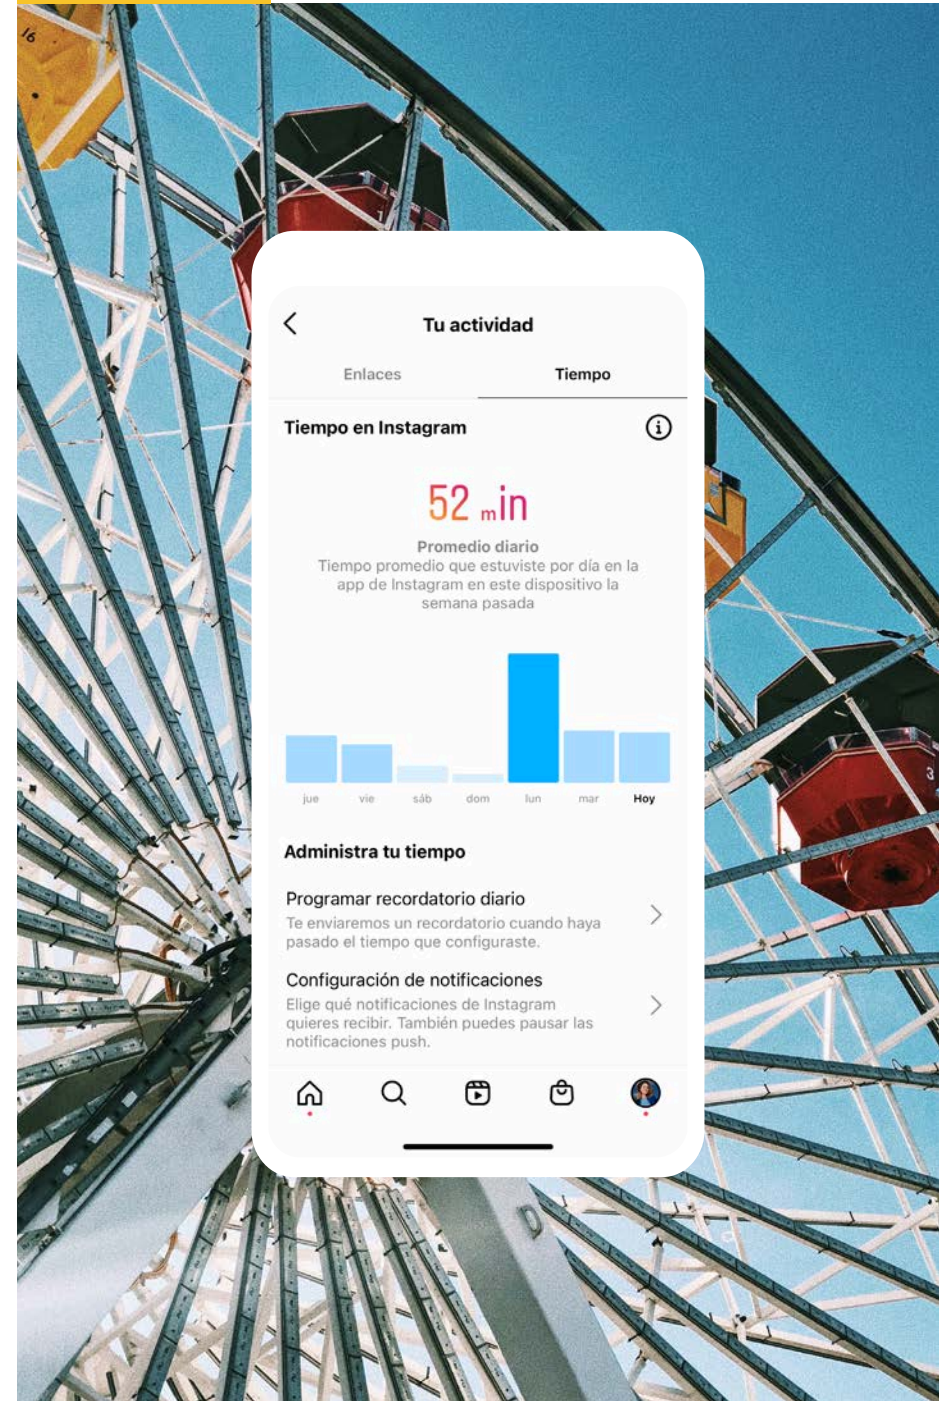 16
Tu actividad
Enlaces Tiempo
Tiempo en Instagram
52 min
Promedio diario
Tiempo promedio que estuviste por día en la
app de Instagram en este dispositivo la
semana pasada
jue vie sáb dom lun mar Hoy
Administra tu tiempo
Programar recordatorio diario
Te enviaremos un recordatorio cuando haya
pasado el tiempo que configuraste.
Configuración de notificaciones
Elige qué notificaciones de Instagram
quieres recibir. También puedes pausar las
notificaciones push.
3
D